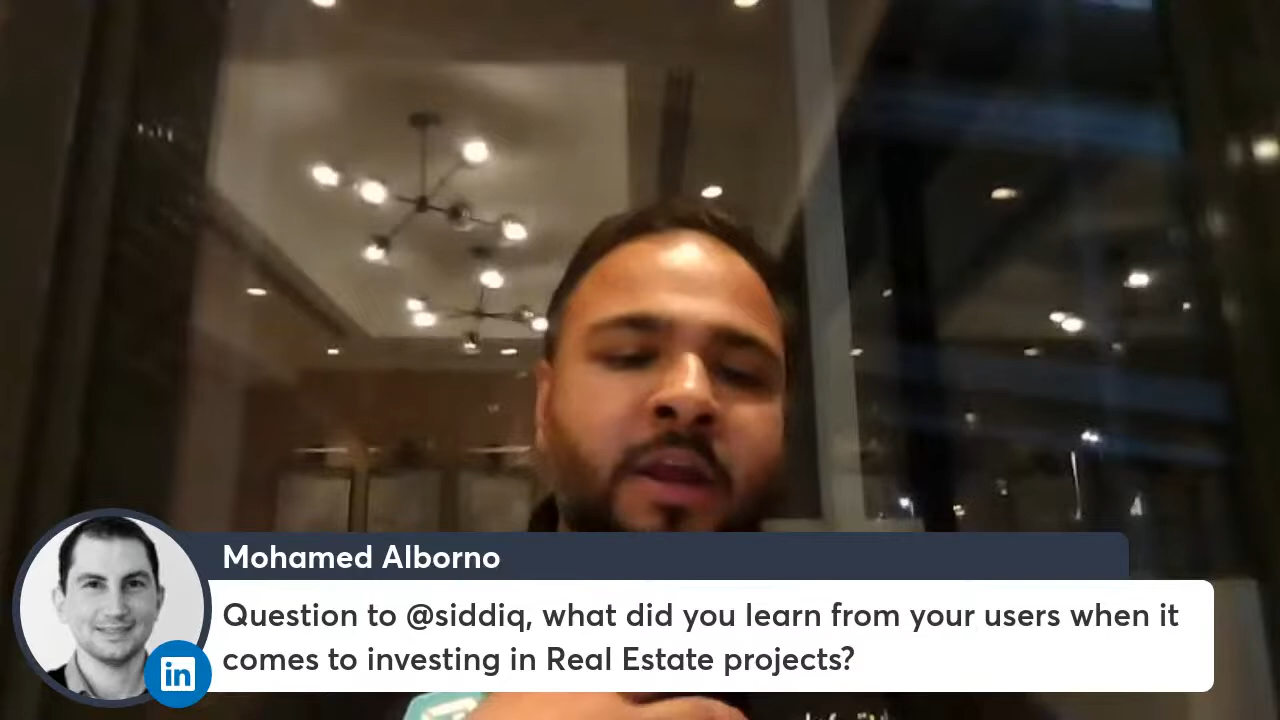 Mohamed Alborno
Question to @siddiq, what did you learn from your users when it
comes to investing in Real Estate projects?
in